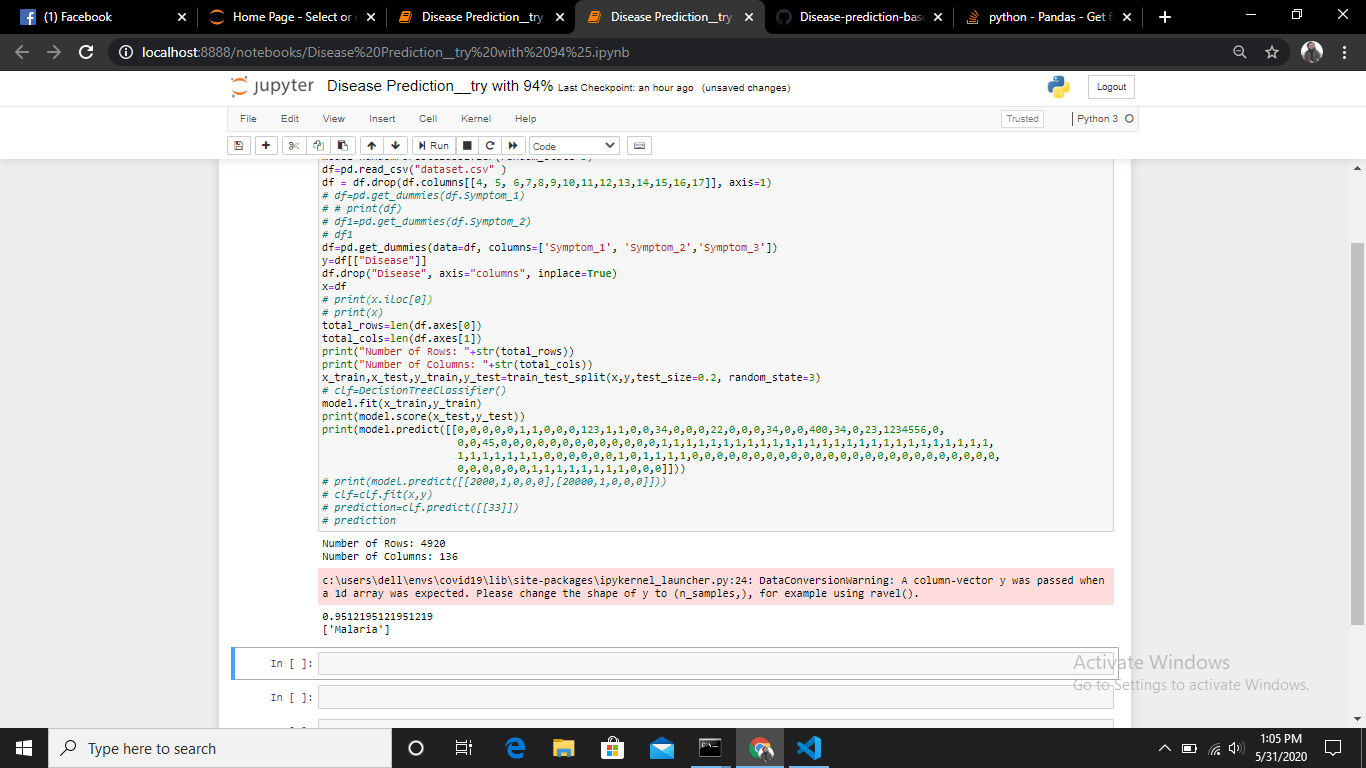 (1) Facebook
Home Page - Select or
Disease Prediction__try
Disease Prediction__try
Disease-prediction-bas
python - Pandas - Get f
localhost:8888/notebooks/Disease%20Prediction__try%20with%2094%25.ipynb
jupyter Disease Prediction__try with 94% Last Checkpoint: an hour ago (unsaved changes)
Logout
File Edit View Insert Cell Kernel Help
Trusted
Python 3
Run
Code
df=pd.read_csv("dataset.csv" )
df = df.drop(df.columns[[4, 5, 6,7,8,9,10,11,12,13,14,15,16,17]], axis=1)
# df=pd.get_dummies(df.Symptom_1)
# # print(df)
# df1=pd.get_dummies(df.Symptom_2)
# df1
df=pd.get_dummies(data=df, columns=['Symptom_1', 'Symptom_2','Symptom_3'])
y=df[["Disease"]]
df.drop("Disease", axis="columns", inplace=True)
x=df
# print(x.iloc[0])
# print(x)
total_rows=len(df.axes[0])
total_cols=len(df.axes[1])
print("Number of Rows: "+str(total_rows))
print("Number of Columns: "+str(total_cols))
x_train,x_test,y_train,y_test=train_test_split(x,y,test_size=0.2, random_state=3)
# clf=DecisionTreeClassifier()
model.fit(x_train,y_train)
print(model.score(x_test,y_test))
print(model.predict([[0,0,0,0,0,1,1,0,0,0,123,1,1,0,0,34,0,0,0,22,0,0,0,34,0,0,400,34,0,23,1234556,0,
0,0,45,0,0,0,0,0,0,0,0,0,0,0,0,0,1,1,1,1,1,1,1,1,1,1,1,1,1,1,1,1,1,1,1,1,1,1,1,1,1,1,1,
1,1,1,1,1,1,1,0,0,0,0,0,0,1,0,1,1,1,1,1,0,0,0,0,0,0,0,0,0,0,0,0,0,0,0,0,0,0,0,0,0,0,0,0,0,
0,0,0,0,0,0,1,1,1,1,1,1,1,1,0,0,0]]))
# print(model.predict([[2000,1,0,0,0],[20000,1,0,0,0]]))
# clf=clf.fit(x,y)
# prediction=clf.predict([[33]])
# prediction
Number of Rows: 4920
Number of Columns: 136
c:\users\dell\envs\covid19\lib\site-packages\ipykernel_launcher.py:24: DataConversionWarning: A column-vector y was passed when
a 1d array was expected. Please change the shape of y to (n_samples,), for example using ravel().
0.9512195121951219
['Malaria']
In [ ]:
In [ ]:
Activate Windows
Go to Settings to activate Windows.
Type here to search
1:05 PM
5/31/2020